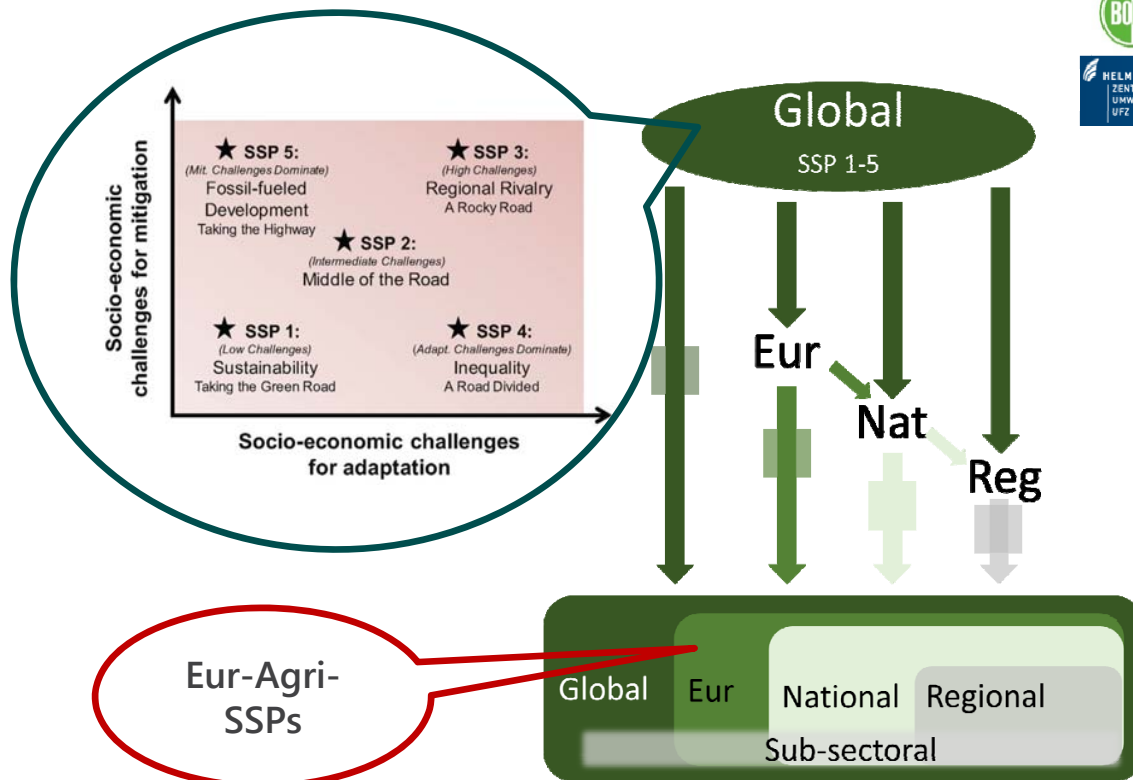 Global
SSP 1-5
Socio-economic
challenges for mitigation
★ SSP 5:
(Mit. Challenges Dominate)
Fossil-fueled
Development
Taking the Highway
★ SSP 3:
(High Challenges)
Regional Rivalry
A Rocky Road
★ SSP 2:
(Intermediate Challenges)
Middle of the Road
★ SSP 1:
(Low Challenges)
Sustainability
Taking the Green Road
★ SSP 4:
(Adapt. Challenges Dominate)
Inequality
A Road Divided
Socio-economic challenges
for adaptation
Eur
Nat
Reg
Eur-Agri-
SSPs
Global
Eur
National
Regional
Sub-sectoral
UFZ